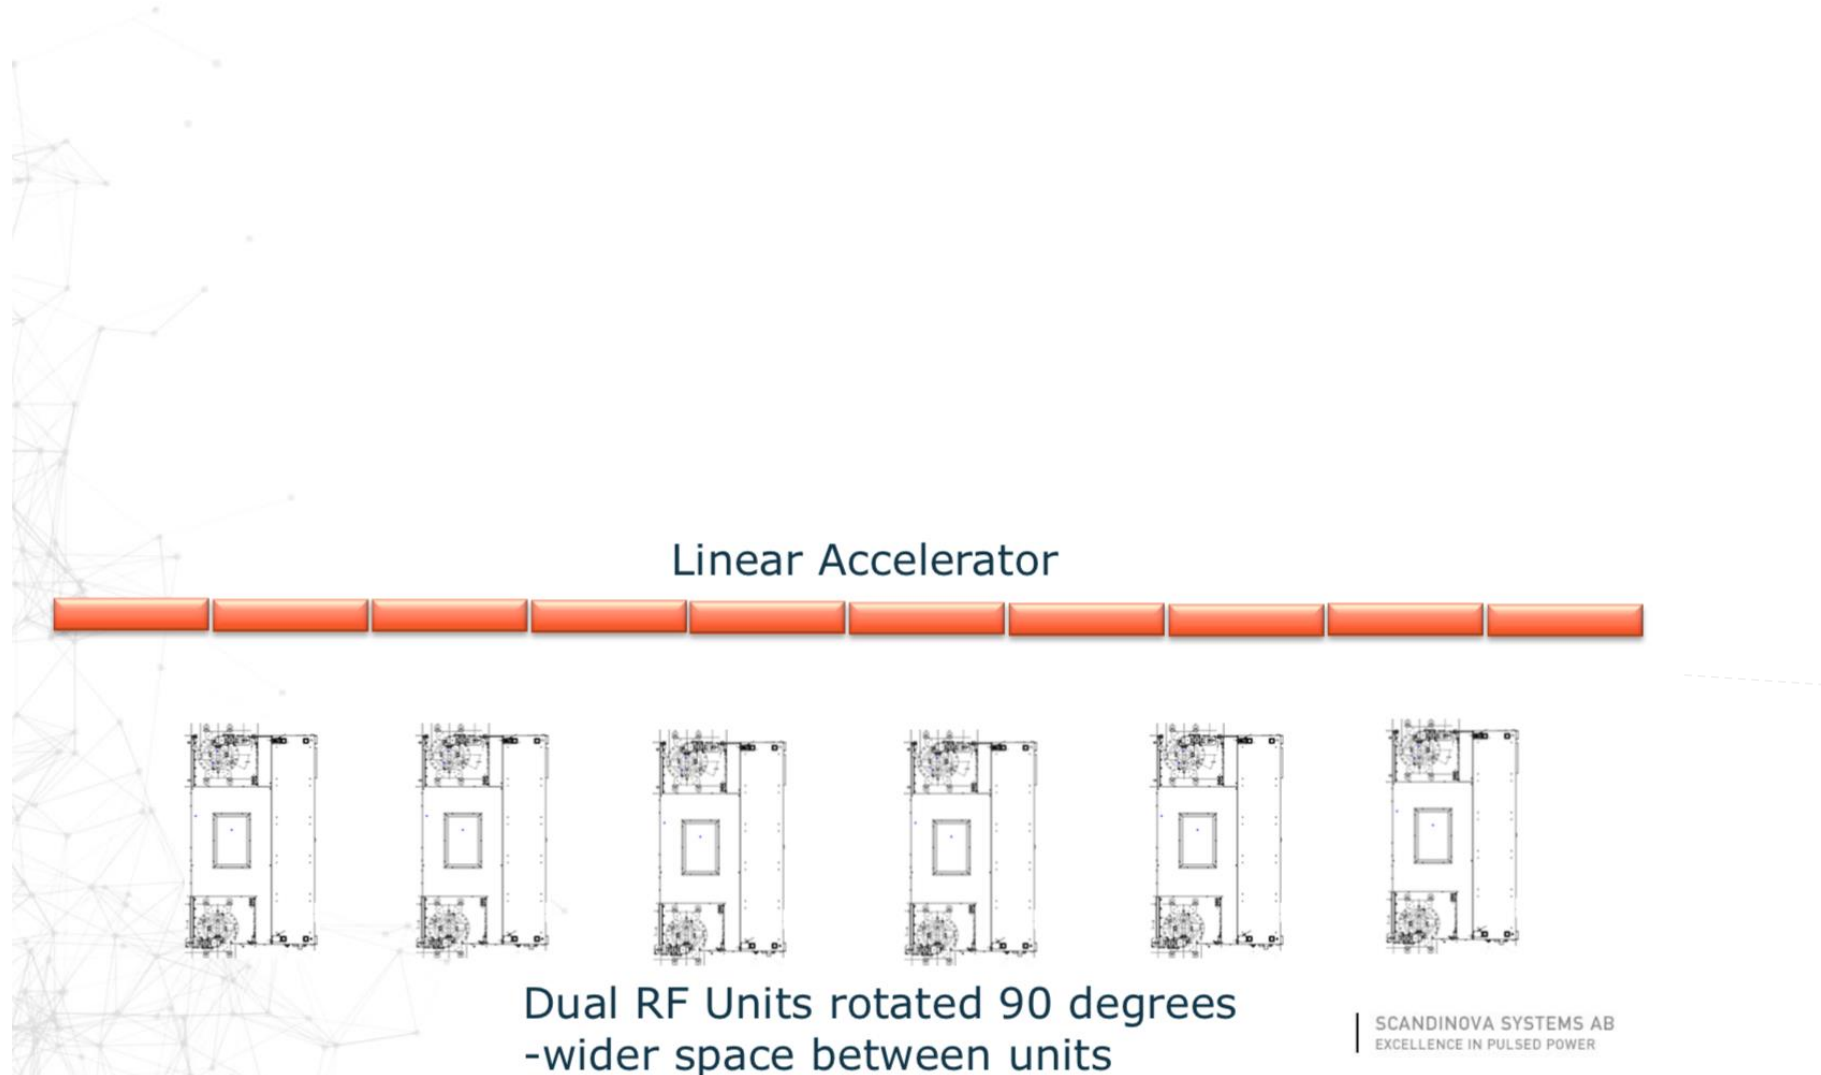 Linear Accelerator
Dual RF Units rotated 90 degrees
-wider space between units
SCANDINOVA SYSTEMS AB
EXCELLENCE IN PULSED POWER